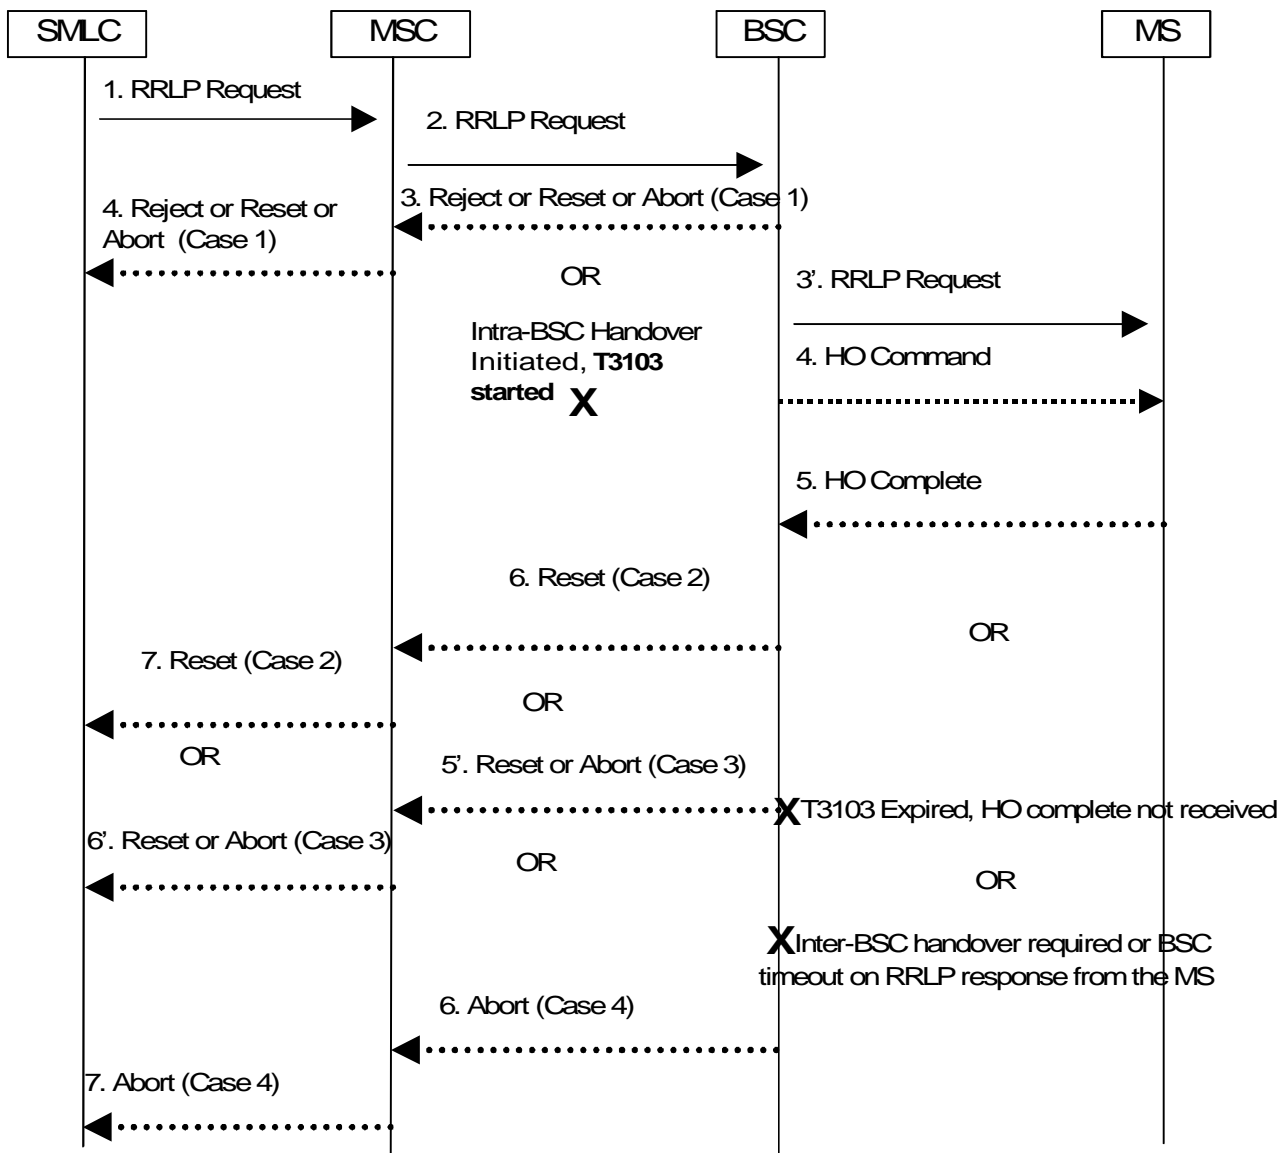 SMLC
MSC
BSC
MS
1. RRLP Request
2. RRLP Request
3. Reject or Reset or Abort (Case 1)
4. Reject or Reset or
Abort (Case 1)
OR
3'. RRLP Request
Intra-BSC Handover
Initiated, T3103
started X
4. HO Command
5. HO Complete
6. Reset (Case 2)
OR
7. Reset (Case 2)
OR
OR
5'. Reset or Abort (Case 3)
X T3103 Expired, HO complete not received
6'. Reset or Abort (Case 3)
OR
OR
X Inter-BSC handover required or BSC
timeout on RRLP response from the MS
6. Abort (Case 4)
7. Abort (Case 4)